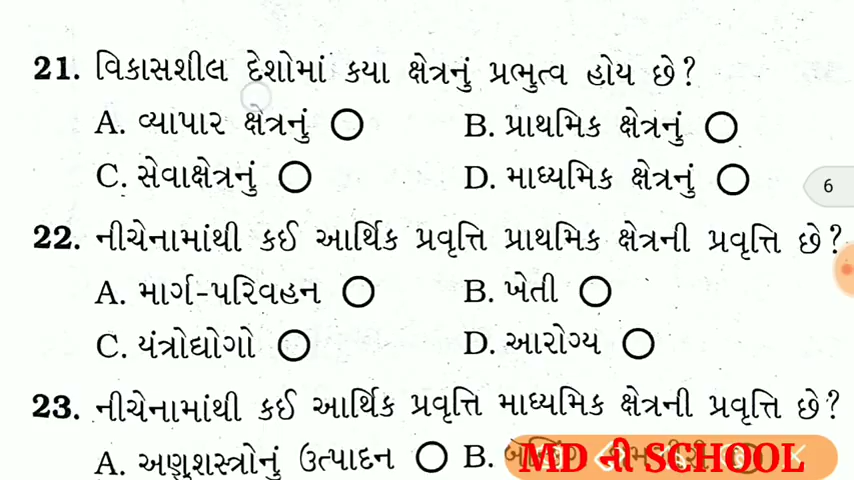 21. વિકાસશીલ દેશોમાં કયા ક્ષેત્રનું પ્રભુત્વ હોય છે?
A. વ્યાપાર ક્ષેત્રનું B. પ્રાથમિક ક્ષેત્રનું
C. સેવાક્ષેત્રનું D. માધ્યમિક ક્ષેત્રનું
6
22. નીચેનામાંથી કઈ આર્થિક પ્રવૃત્તિ પ્રાથમિક ક્ષેત્રની પ્રવૃત્તિ છે?
A. માર્ગ-પરિવહન B. ખેતી
C. યંત્રોદ્યોગો D. આરોગ્ય
23. નીચેનામાંથી કઈ આર્થિક પ્રવૃત્તિ માધ્યમિક ક્ષેત્રની પ્રવૃત્તિ છે?
A. અણુશસ્ત્રોનું ઉત્પાદન B.
MD ની SCHOOL